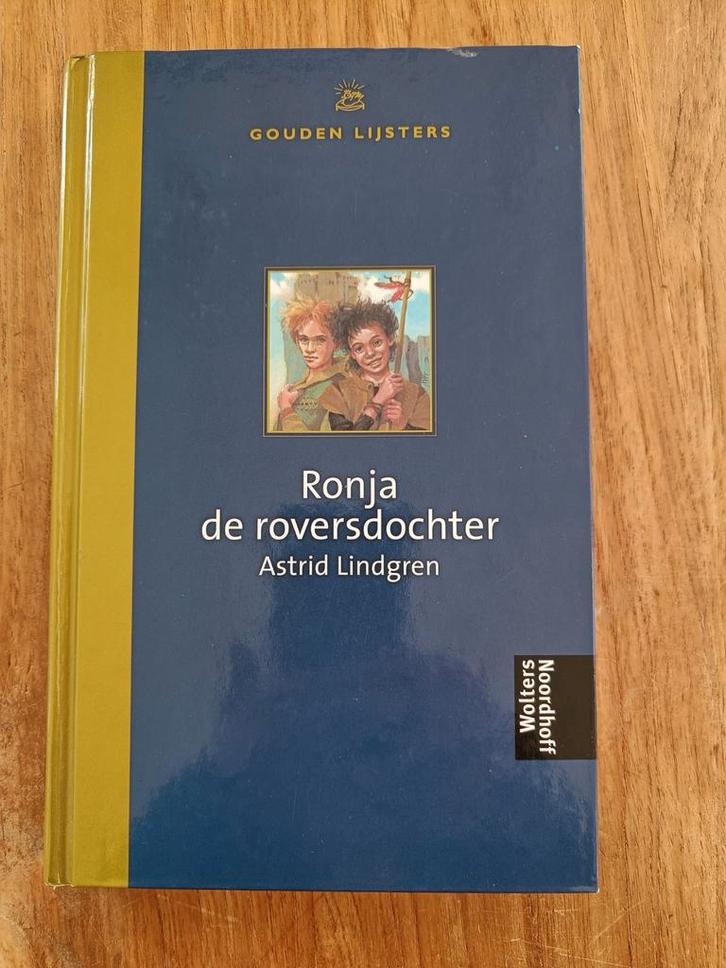 GOUDEN LIJSTERS
Ronja
de roversdochter
Astrid Lindgren
Wolters
Noordhoff